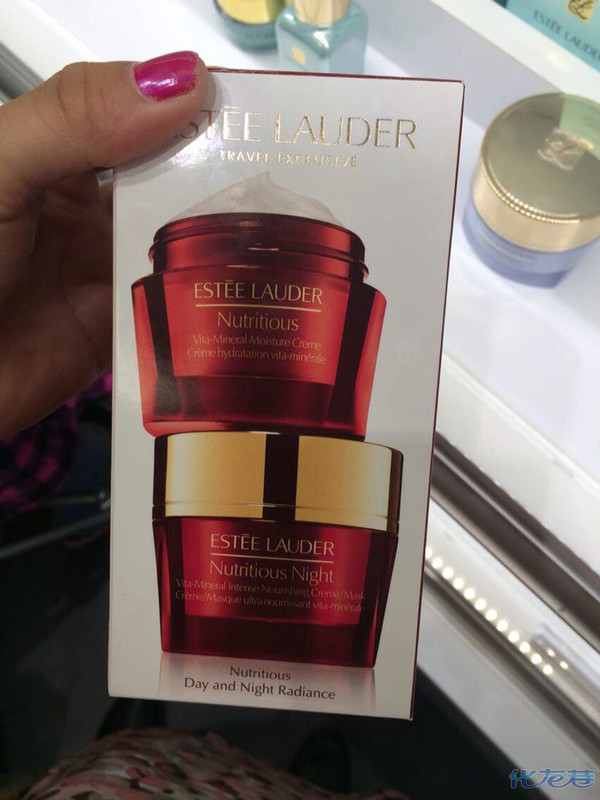 ESTĒE LAUDER
ESTĒE LAUDER
TRAVEL EXCLUSIVE
ESTĒE LAUDER
Nutritious
Vita-Mineral Moisture Creme
Crème hydratation vita-minérale
ESTĒE LAUDER
Nutritious Night
Vita-Mineral Intense Nourishing Creme/Mask
Crème/Masque ultra nourrissant vita-minérale
Nutritious
Day and Night Radiance
化龙巷